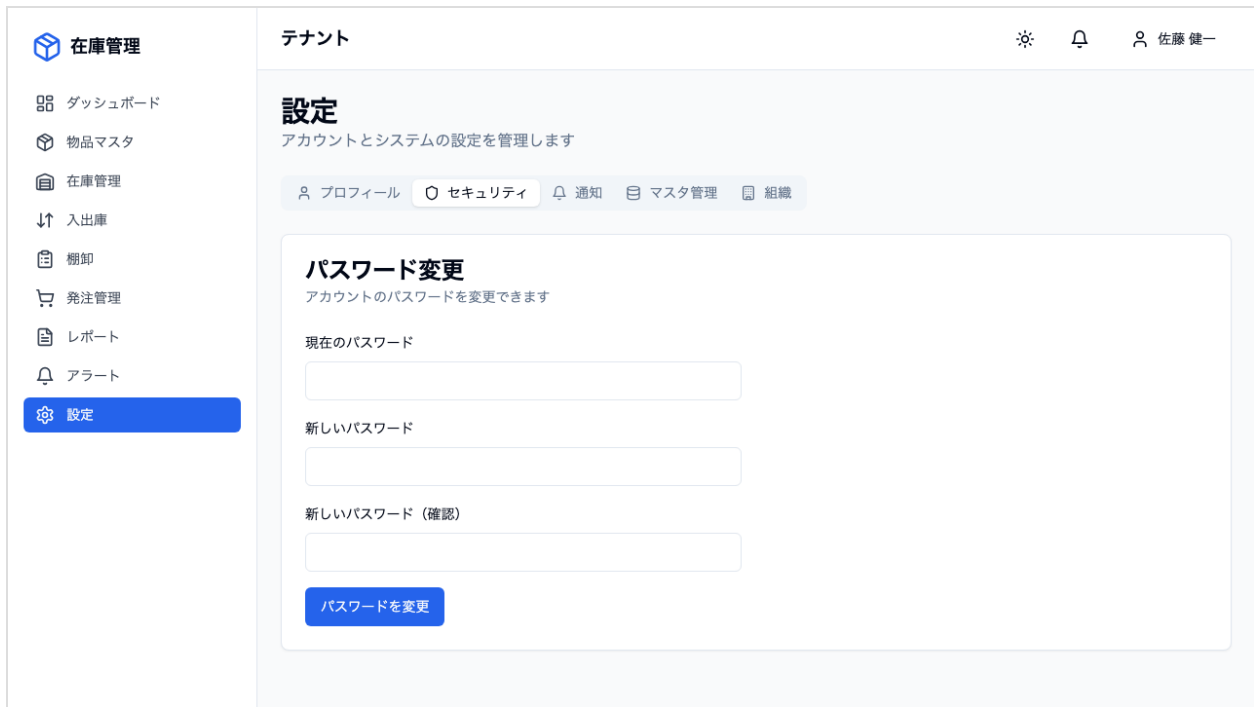 在庫管理
ダッシュボード
物品マスタ
在庫管理
入出庫
棚卸
発注管理
レポート
アラート
設定
テナント
佐藤 健一
設定
アカウントとシステムの設定を管理します
プロフィール
セキュリティ
通知
マスタ管理
組織
パスワード変更
アカウントのパスワードを変更できます
現在のパスワード
新しいパスワード
新しいパスワード（確認）
パスワードを変更